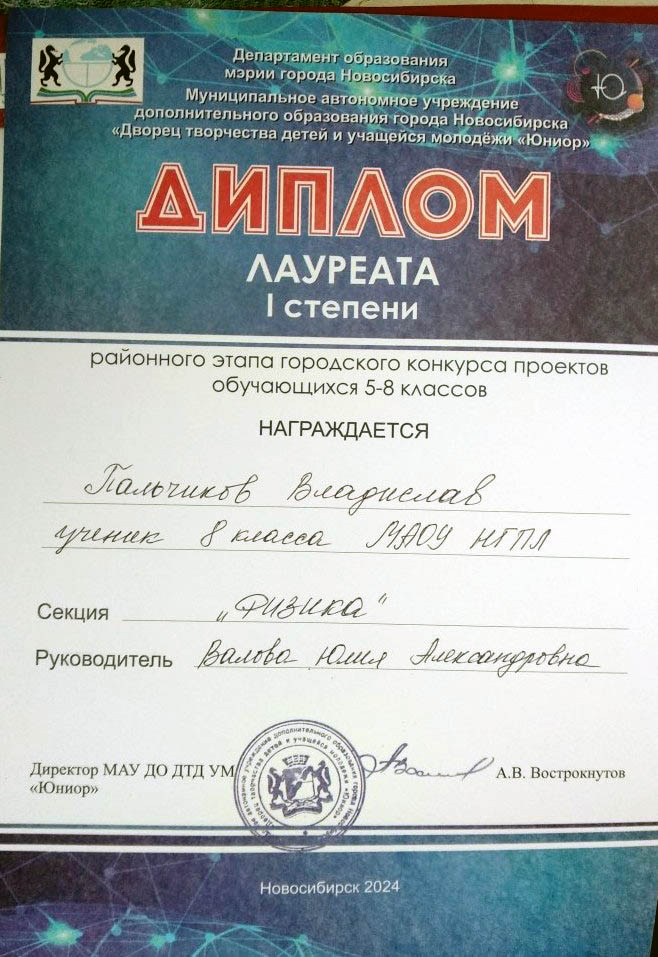 Департамент образования
мэрии города Новосибирска
Муниципальное автономное учреждение
дополнительного образования города Новосибирска
«Дворец творчества детей и учащейся молодёжи «Юниор»
Ю
ДИПЛОМ
ЛАУРЕАТА
I степени
районного этапа городского конкурса проектов
обучающихся 5-8 классов
НАГРАЖДАЕТСЯ
Пальчиков Владислав
ученик 8 класса МАОУ НГПЛ
Секция „Физика“
Руководитель Валова Юлия Александровна
Директор МАУ ДО ДТД УМ
«Юниор»
А.В. Вострокнутов
Новосибирск 2024